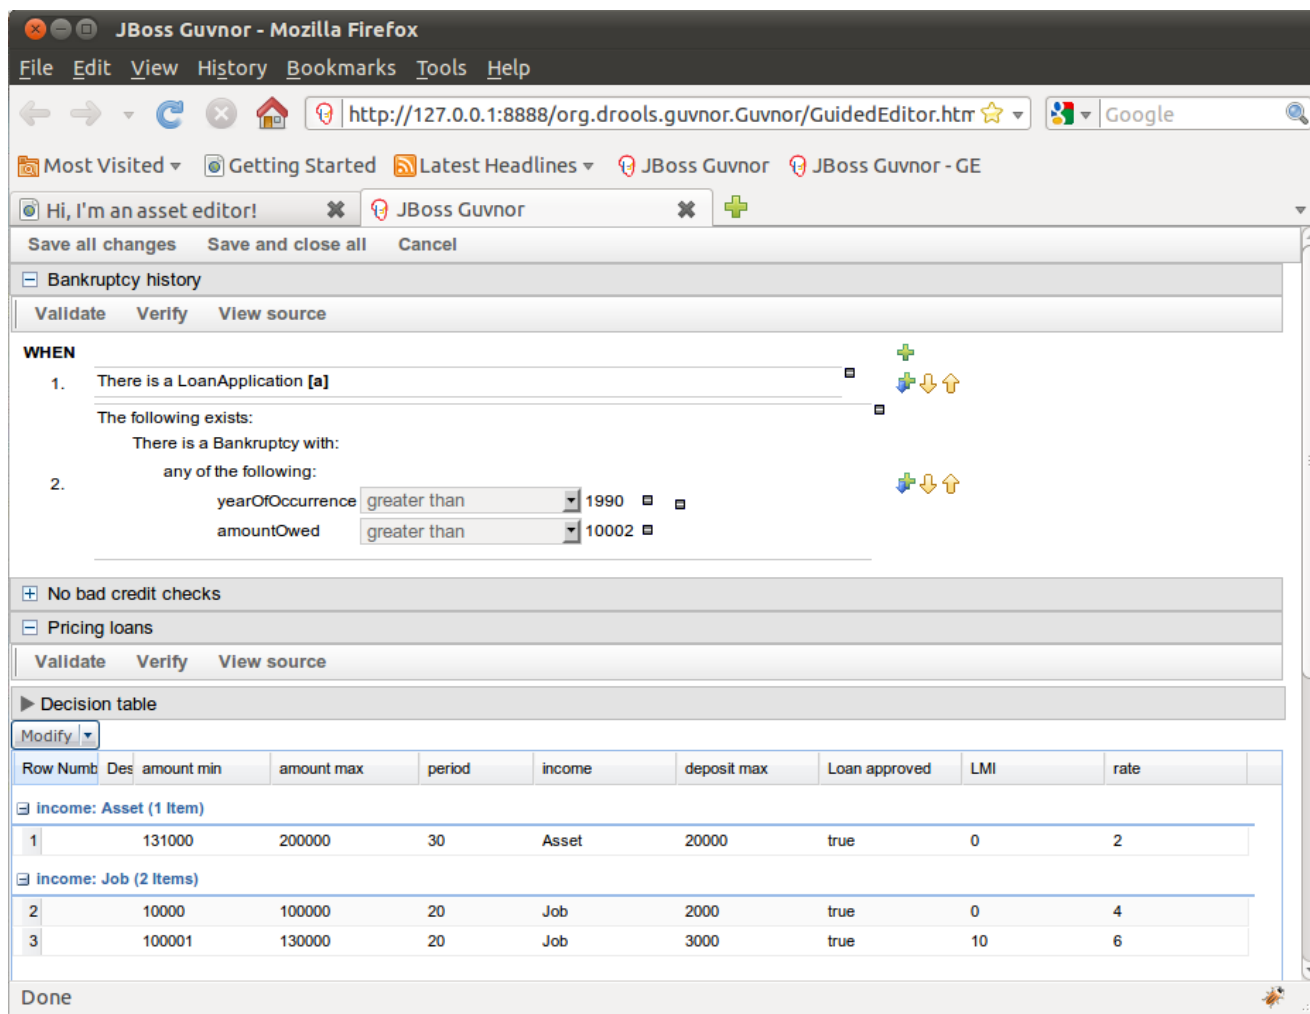 JBoss Guvnor - Mozilla Firefox
File Edit View History Bookmarks Tools Help
http://127.0.0.1:8888/org.drools.guvnor.Guvnor/GuidedEditor.htm Google
Most Visited Getting Started Latest Headlines JBoss Guvnor JBoss Guvnor - GE
Hi, I'm an asset editor! JBoss Guvnor
Save all changes Save and close all Cancel
Bankruptcy history
Validate Verify View source
WHEN
1. There is a LoanApplication [a]
The following exists:
There is a Bankruptcy with:
any of the following:
2.
yearOfOccurrence greater than 1990
amountOwed greater than 10002
No bad credit checks
Pricing loans
Validate Verify View source
Decision table
Modify
Row Numb Des amount min amount max period income deposit max Loan approved LMI rate
income: Asset (1 Item)
1 131000 200000 30 Asset 20000 true 0 2
income: Job (2 Items)
2 10000 100000 20 Job 2000 true 0 4
3 100001 130000 20 Job 3000 true 10 6
Done